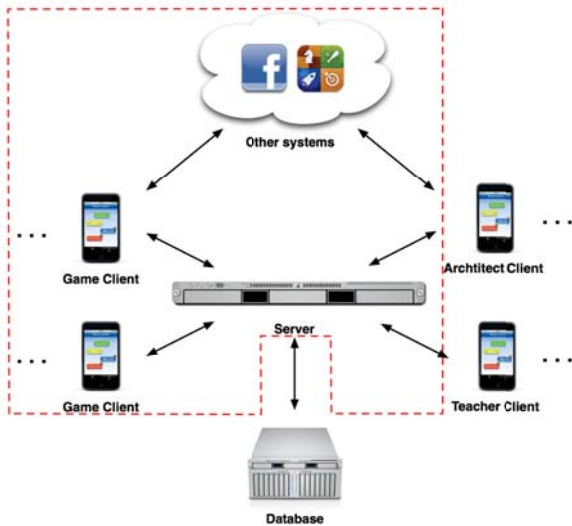 f
Other systems
...
Game Client
Archtitect Client
...
Server
...
Game Client
Teacher Client
...
Database